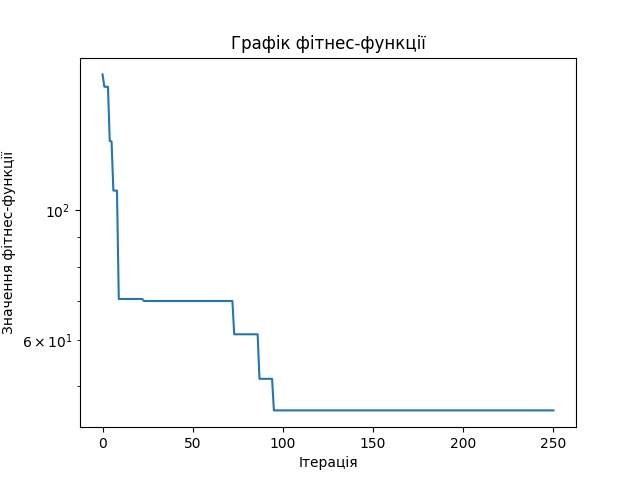 Графік фітнес-функції
Значення фітнес-функції
10²
6 × 10¹
0 50 100 150 200 250
Ітерація